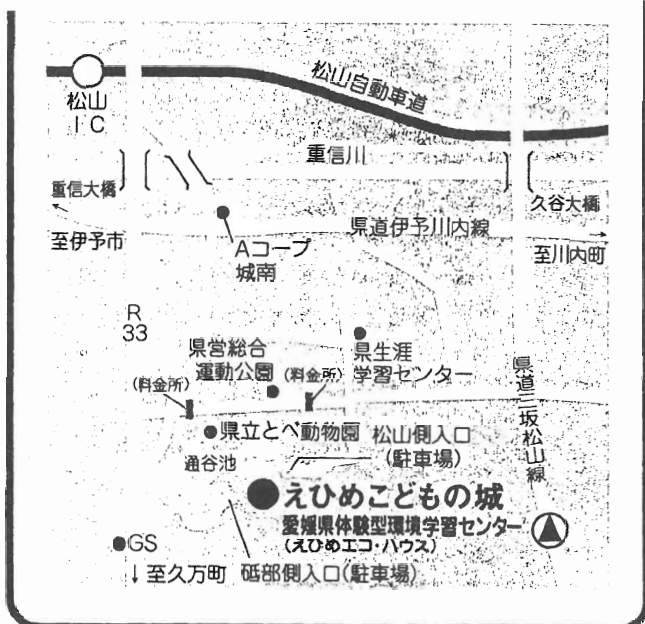 松山自動車道
松山
IC
重信川
重信大橋
久谷大橋
県道伊予川内線
至伊予市
至川内町
Aコープ
城南
R
33
県営総合
運動公園
県生涯
学習センター
(料金所)
(料金所)
県道三坂松山線
県立とべ動物園
松山側入口
(駐車場)
通谷池
えひめこどもの城
愛媛県体験型環境学習センター
(えひめエコ・ハウス)
GS
↓至久万町
砥部側入口(駐車場)